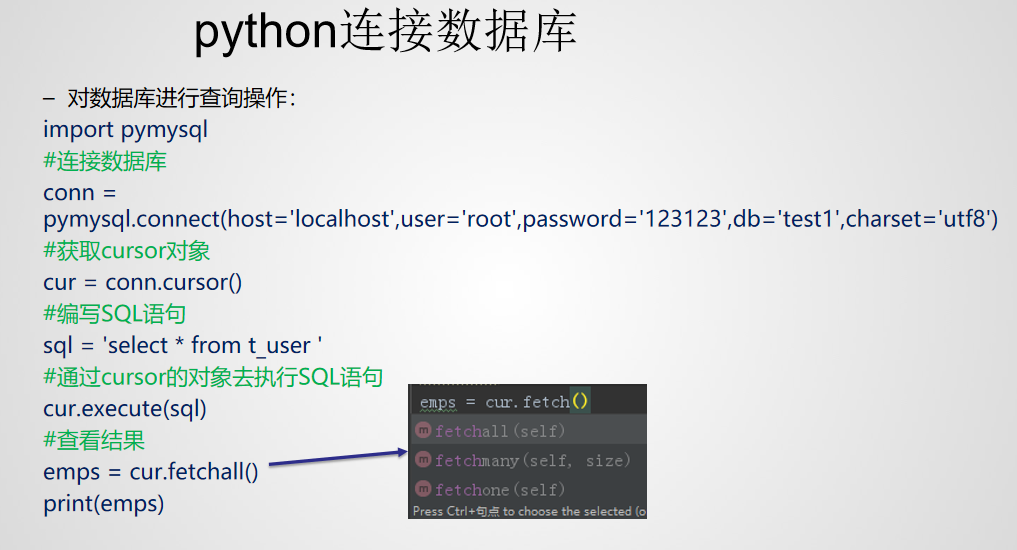 python连接数据库
– 对数据库进行查询操作：
import pymysql
#连接数据库
conn =
pymysql.connect(host='localhost',user='root',password='123123',db='test1',charset='utf8')
#获取cursor对象
cur = conn.cursor()
#编写SQL语句
sql = 'select * from t_user '
#通过cursor的对象去执行SQL语句
cur.execute(sql)
#查看结果
emps = cur.fetchall()
print(emps)
emps = cur.fetch()
m fetchall(self)
m fetchmany(self, size)
m fetchone(self)
Press Ctrl+句点 to choose the selected (o